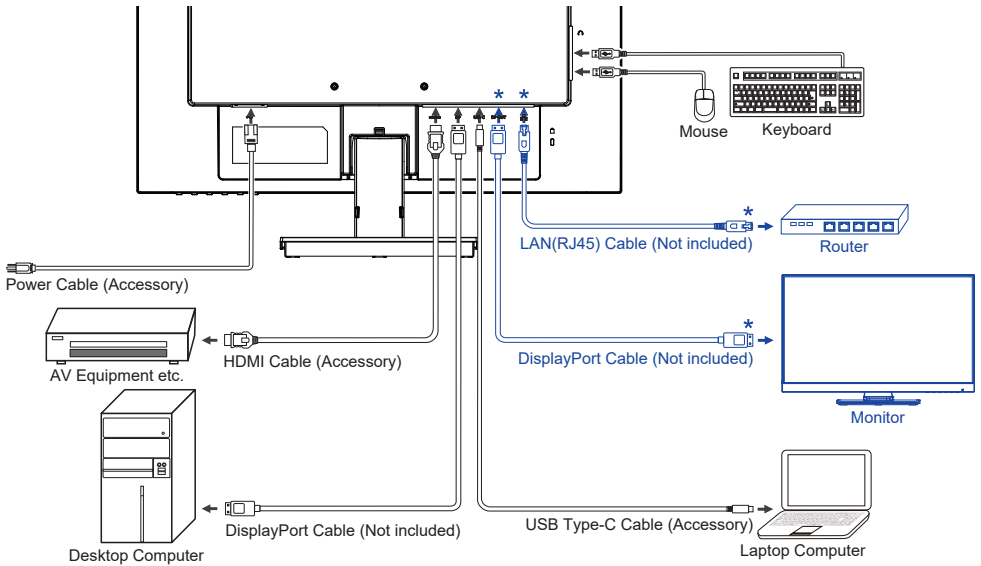 *
*
Mouse
Keyboard
*
LAN(RJ45) Cable (Not included)
Router
Power Cable (Accessory)
*
HDMI Cable (Accessory)
DisplayPort Cable (Not included)
AV Equipment etc.
Monitor
DisplayPort Cable (Not included)
USB Type-C Cable (Accessory)
Desktop Computer
Laptop Computer